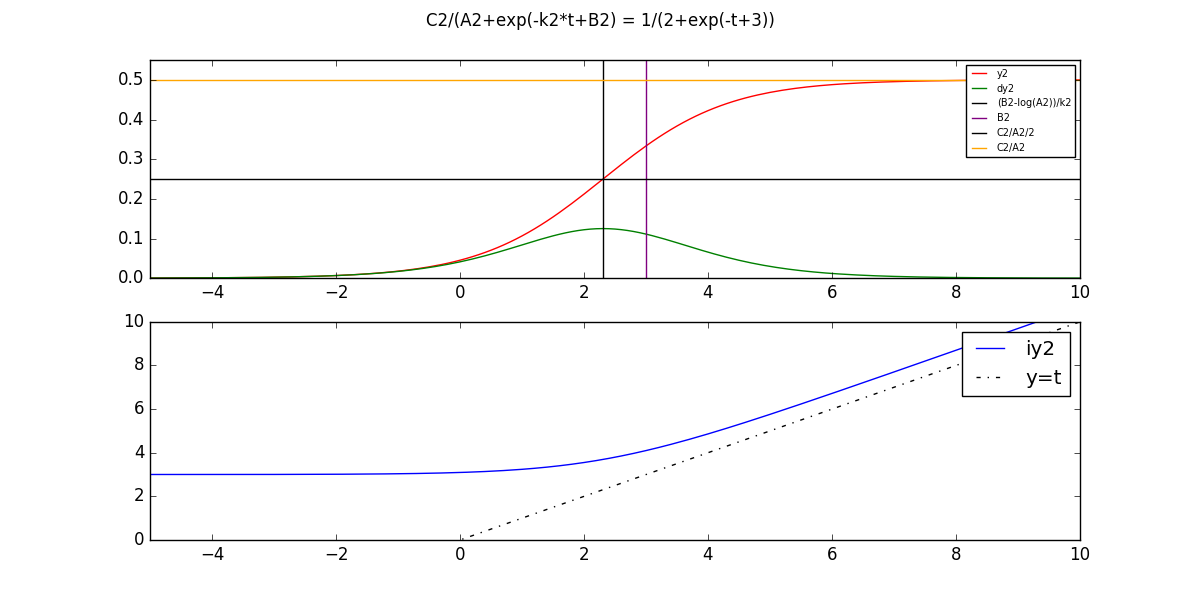 C2/(A2+exp(-k2*t+B2) = 1/(2+exp(-t+3))
0.5
0.4
0.3
0.2
0.1
0.0
y2
dy2
(B2-log(A2))/k2
B2
C2/A2/2
C2/A2
−4 −2 0 2 4 6 8 10
10
8
6
4
2
0
iy2
y=t
−4 −2 0 2 4 6 8 10